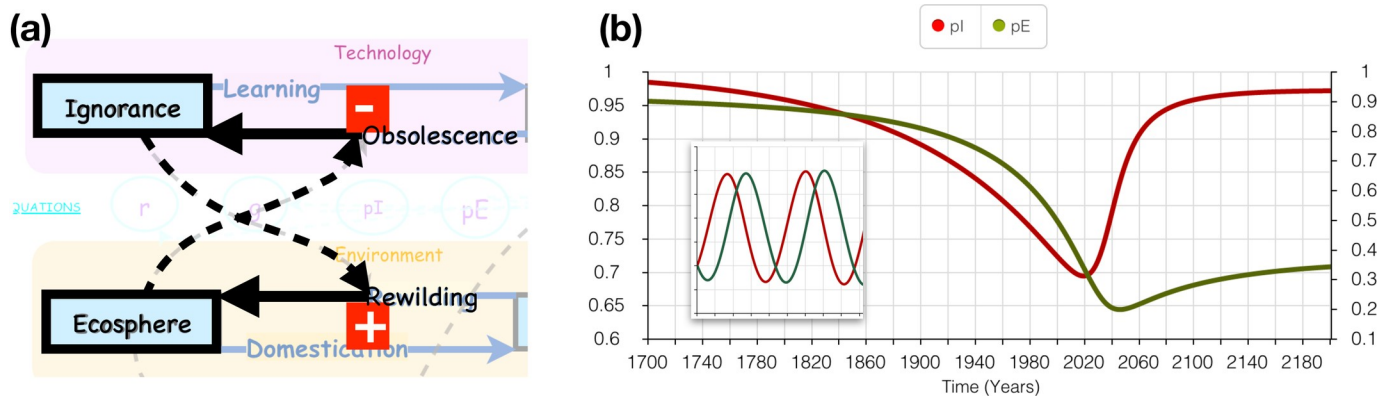 (a)
Technology
Learning
Ignorance
-
Obsolescence
QUATIONS
r
g
pI
pE
Environment
Rewilding
Ecosphere
+
Domestication
(b)
pI
pE
1
0.95
0.9
0.85
0.8
0.75
0.7
0.65
0.6
1
0.9
0.8
0.7
0.6
0.5
0.4
0.3
0.2
0.1
1700 1740 1780 1820 1860 1900 1940 1980 2020 2060 2100 2140 2180
Time (Years)